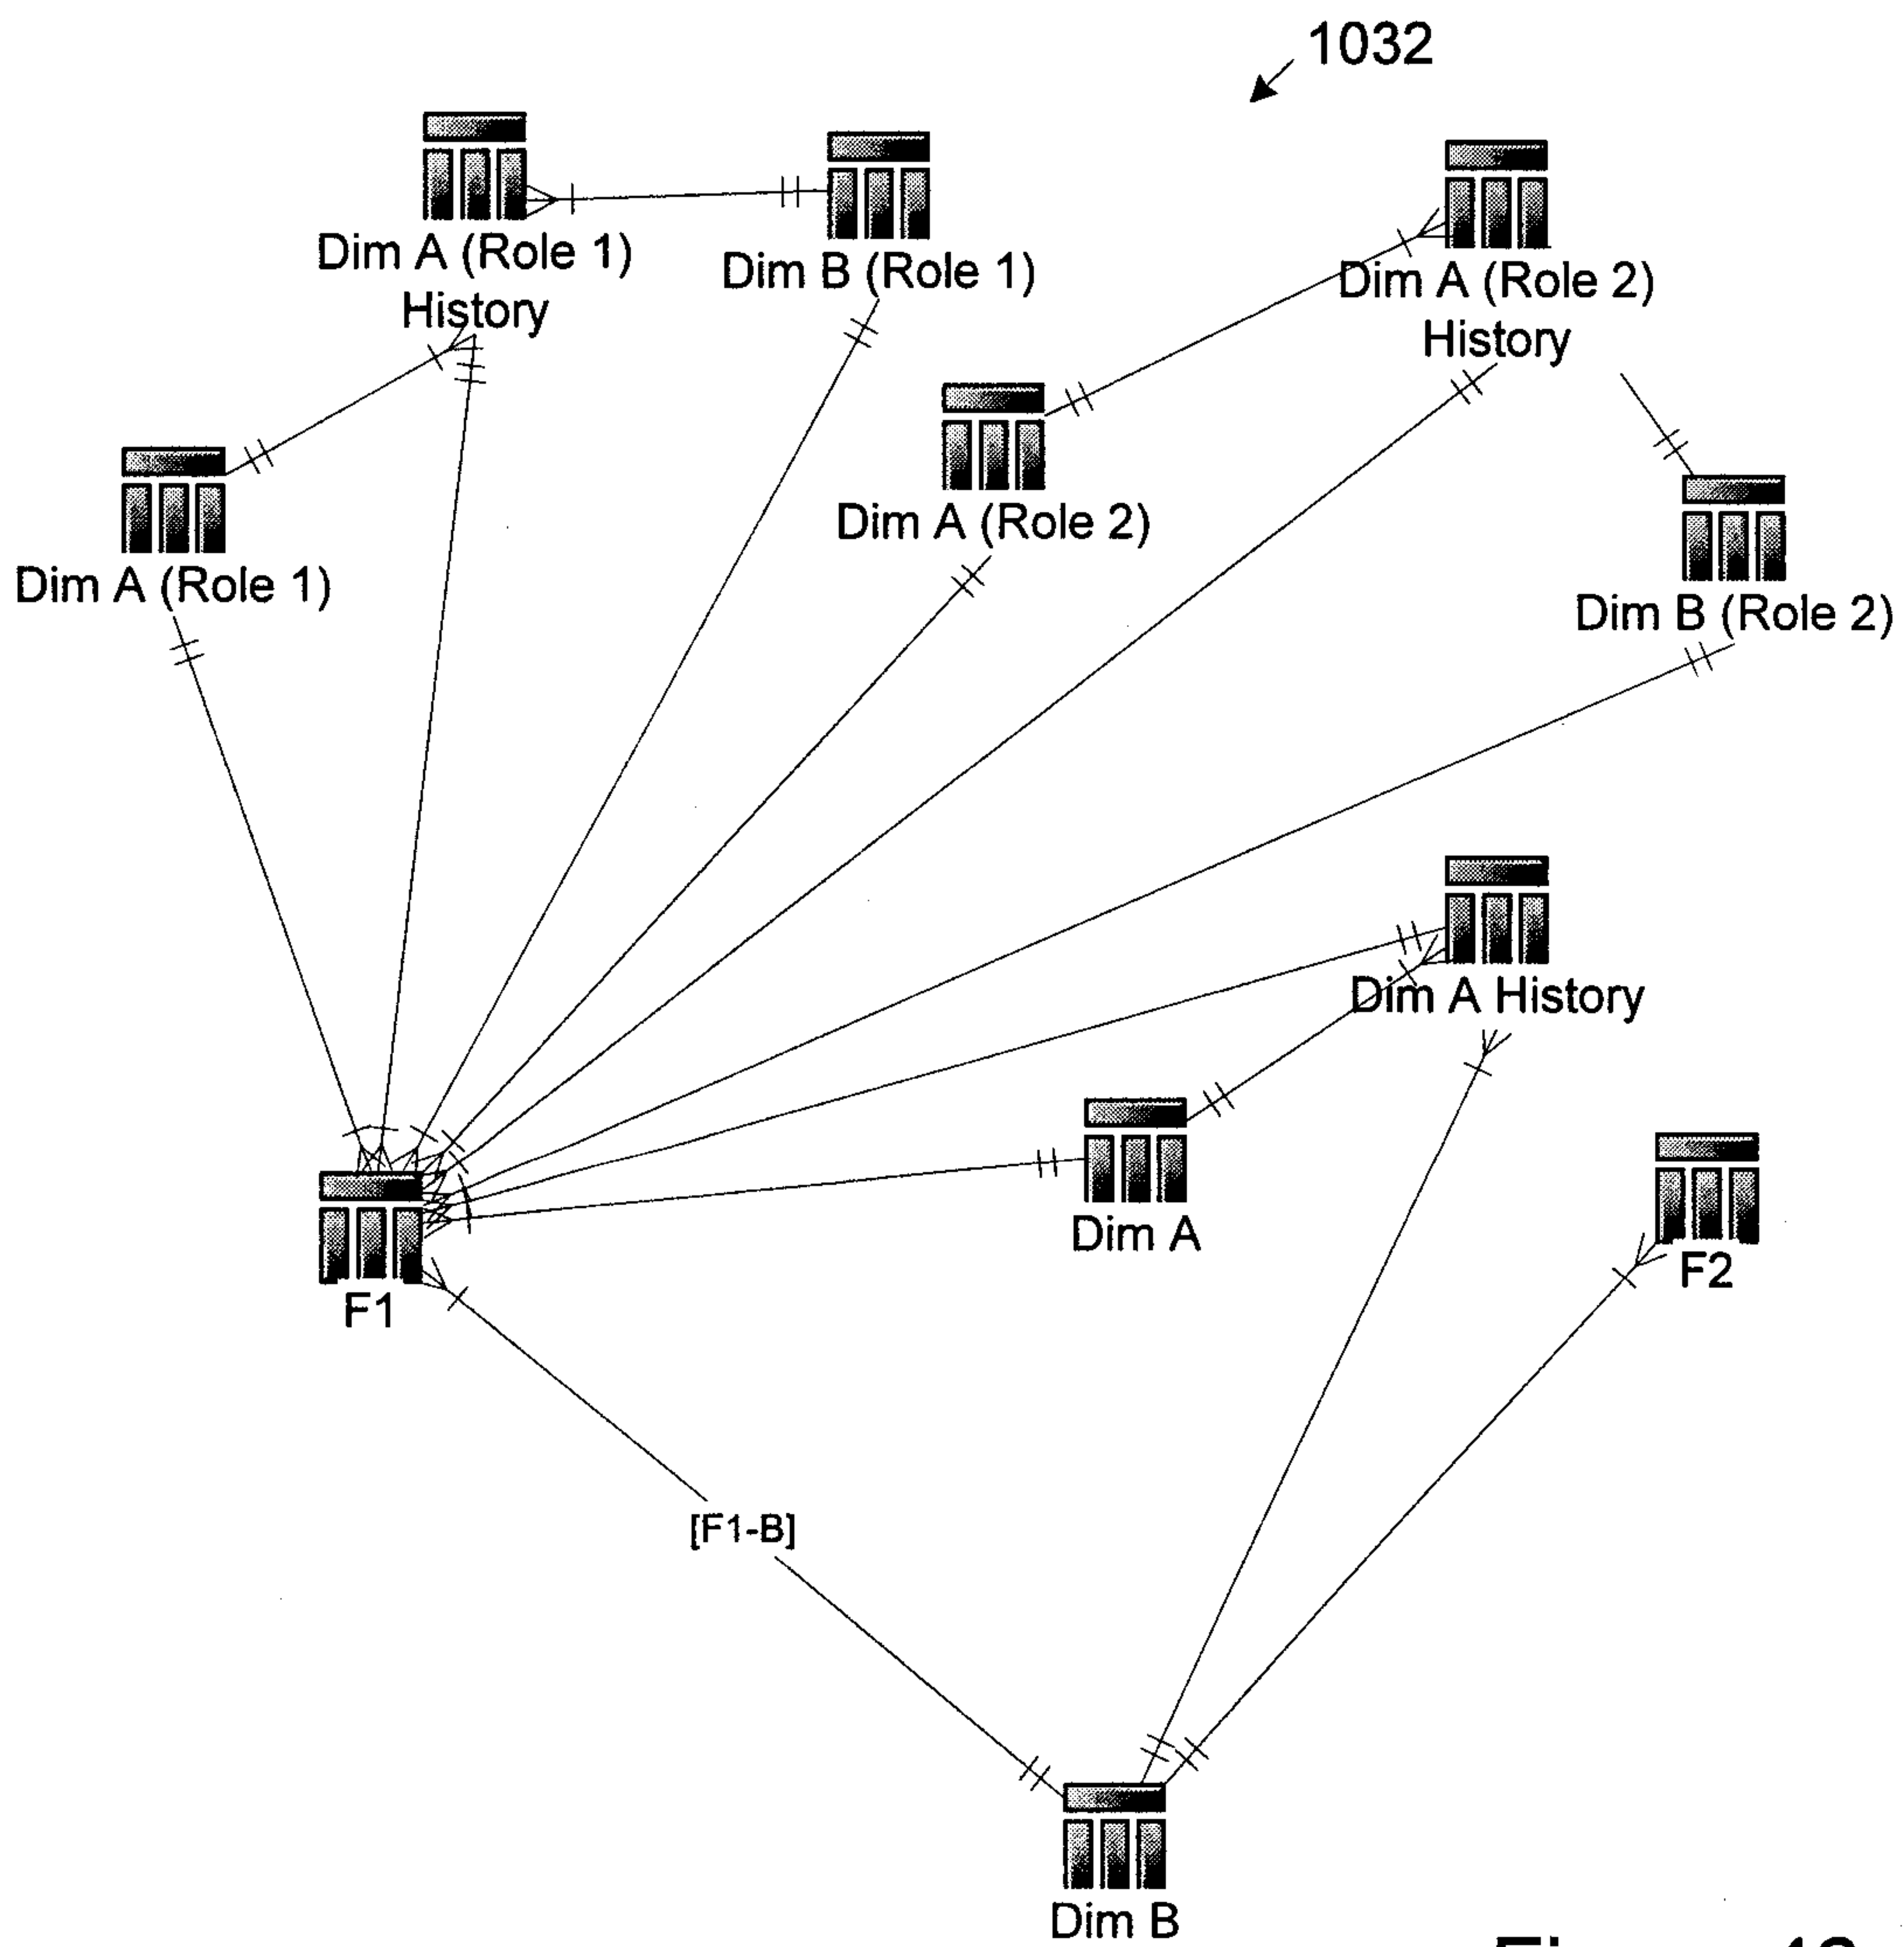 1032
Dim A (Role 1)
History
Dim B (Role 1)
Dim A (Role 2)
History
Dim A (Role 2)
Dim A (Role 1)
Dim B (Role 2)
Dim A History
Dim A
F2
F1
[F1-B]
Dim B